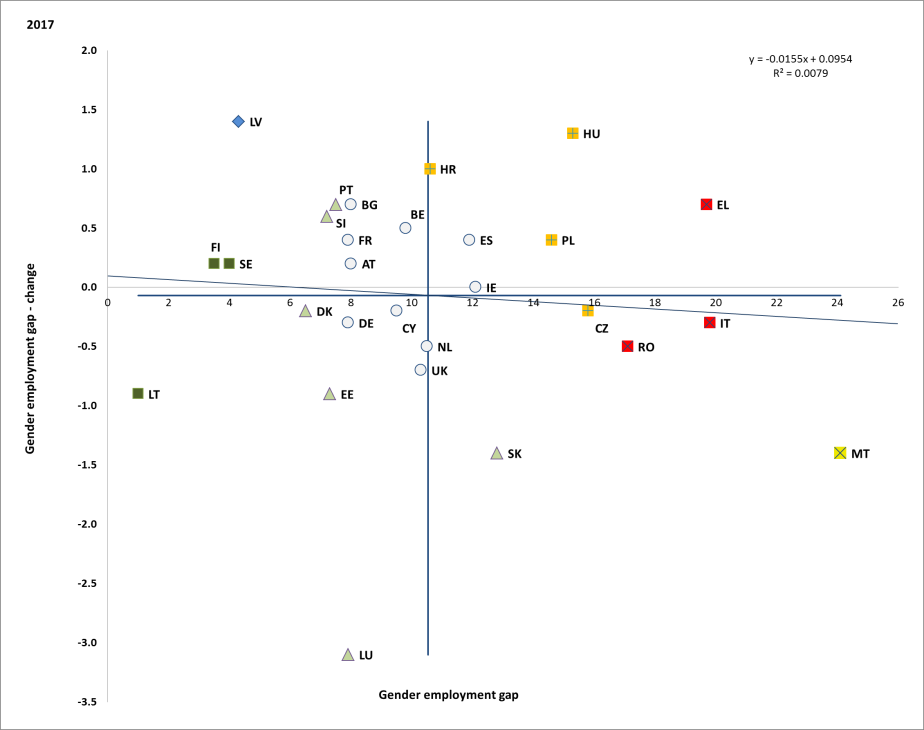 2017
2.0
y = -0.0155x + 0.0954
R² = 0.0079
1.5
LV
HU
1.0
HR
PT
BG
EL
0.5
SI
BE
FR
ES
PL
FI
SE
AT
0.0
IE
0 2 4 6 8 10 12 14 16 18 20 22 24 26
DK
DE
CY
CZ
IT
-0.5
NL
RO
UK
LT
EE
-1.0
SK
MT
-1.5
-2.0
-2.5
-3.0
LU
-3.5
Gender employment gap
Gender employment gap - change